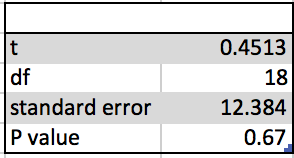 t 0.4513
df 18
standard error 12.384
P value 0.67